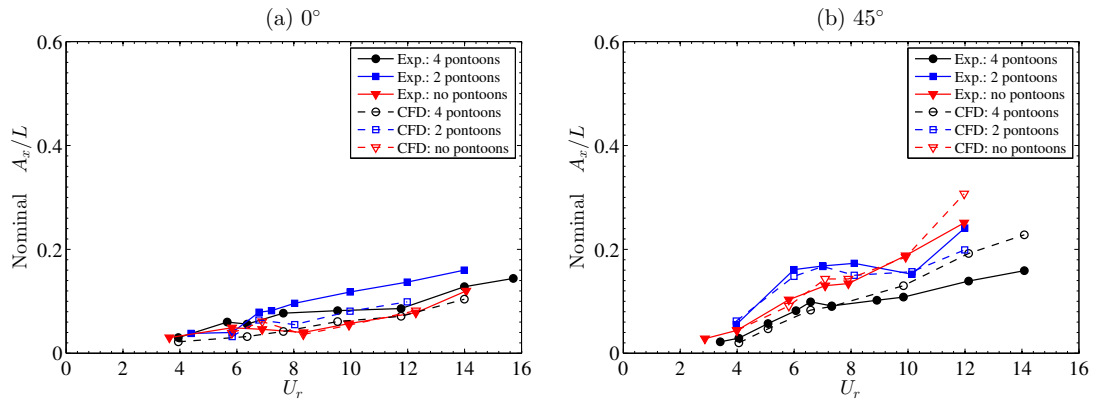 (a) 0°
0.6
0.4
0.2
0
Nominal A_x/L
0 2 4 6 8 10 12 14 16
U_r
Exp.: 4 pontoons
Exp.: 2 pontoons
Exp.: no pontoons
CFD: 4 pontoons
CFD: 2 pontoons
CFD: no pontoons
(b) 45°
0.6
0.4
0.2
0
Nominal A_x/L
0 2 4 6 8 10 12 14 16
U_r
Exp.: 4 pontoons
Exp.: 2 pontoons
Exp.: no pontoons
CFD: 4 pontoons
CFD: 2 pontoons
CFD: no pontoons